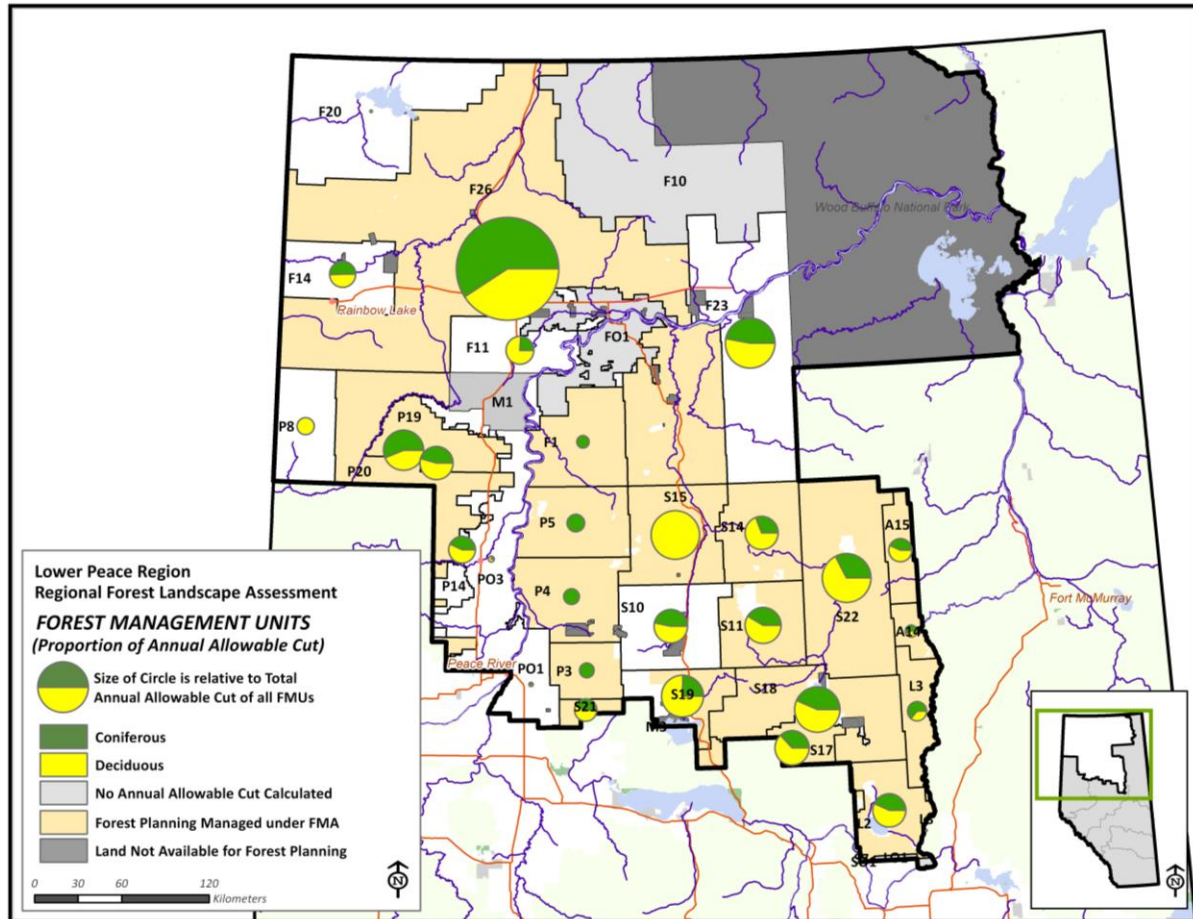 F20
F10
F26
Wood Buffalo National Park
F14
F23
Rainbow Lake
F11
FO1
M1
P8
P19
F1
P20
S15
A15
P5
S14
PO3
P14
P4
S10
S11
S22
Fort McMurray
A14
Peace River
PO1
P3
S18
L3
S19
S21
S17
Lower Peace Region
Regional Forest Landscape Assessment
FOREST MANAGEMENT UNITS
(Proportion of Annual Allowable Cut)
Size of Circle is relative to Total
Annual Allowable Cut of all FMUs
Coniferous
Deciduous
No Annual Allowable Cut Calculated
Forest Planning Managed under FMA
Land Not Available for Forest Planning
0 30 60 120
Kilometers
N
N